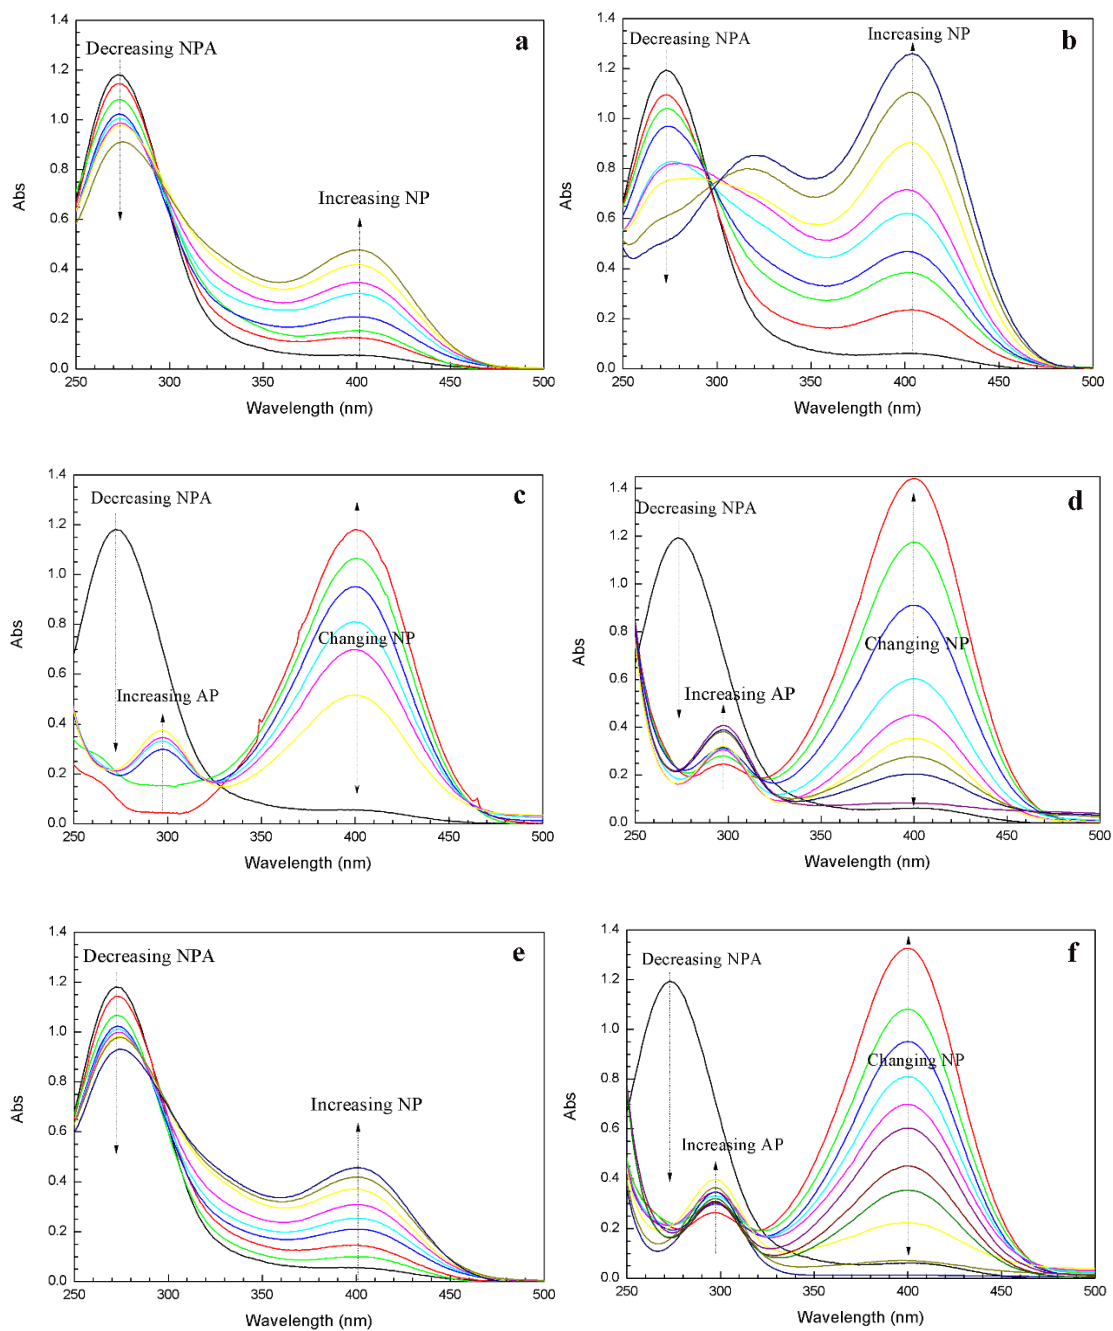 a
Decreasing NPA
Increasing NP
Abs
1.4
1.2
1.0
0.8
0.6
0.4
0.2
0.0
250 300 350 400 450 500
Wavelength (nm)
b
Decreasing NPA
Increasing NP
Abs
1.4
1.2
1.0
0.8
0.6
0.4
0.2
0.0
250 300 350 400 450 500
Wavelength (nm)
c
Decreasing NPA
Changing NP
Increasing AP
Abs
1.4
1.2
1.0
0.8
0.6
0.4
0.2
0.0
250 300 350 400 450 500
Wavelength (nm)
d
Decreasing NPA
Changing NP
Increasing AP
Abs
1.4
1.2
1.0
0.8
0.6
0.4
0.2
0.0
300 350 400 450 500
Wavelength (nm)
e
Decreasing NPA
Increasing NP
Abs
1.4
1.2
1.0
0.8
0.6
0.4
0.2
0.0
250 300 350 400 450 500
Wavelength (nm)
f
Decreasing NPA
Changing NP
Increasing AP
Abs
1.4
1.2
1.0
0.8
0.6
0.4
0.2
0.0
250 300 350 400 450 500
Wavelength (nm)